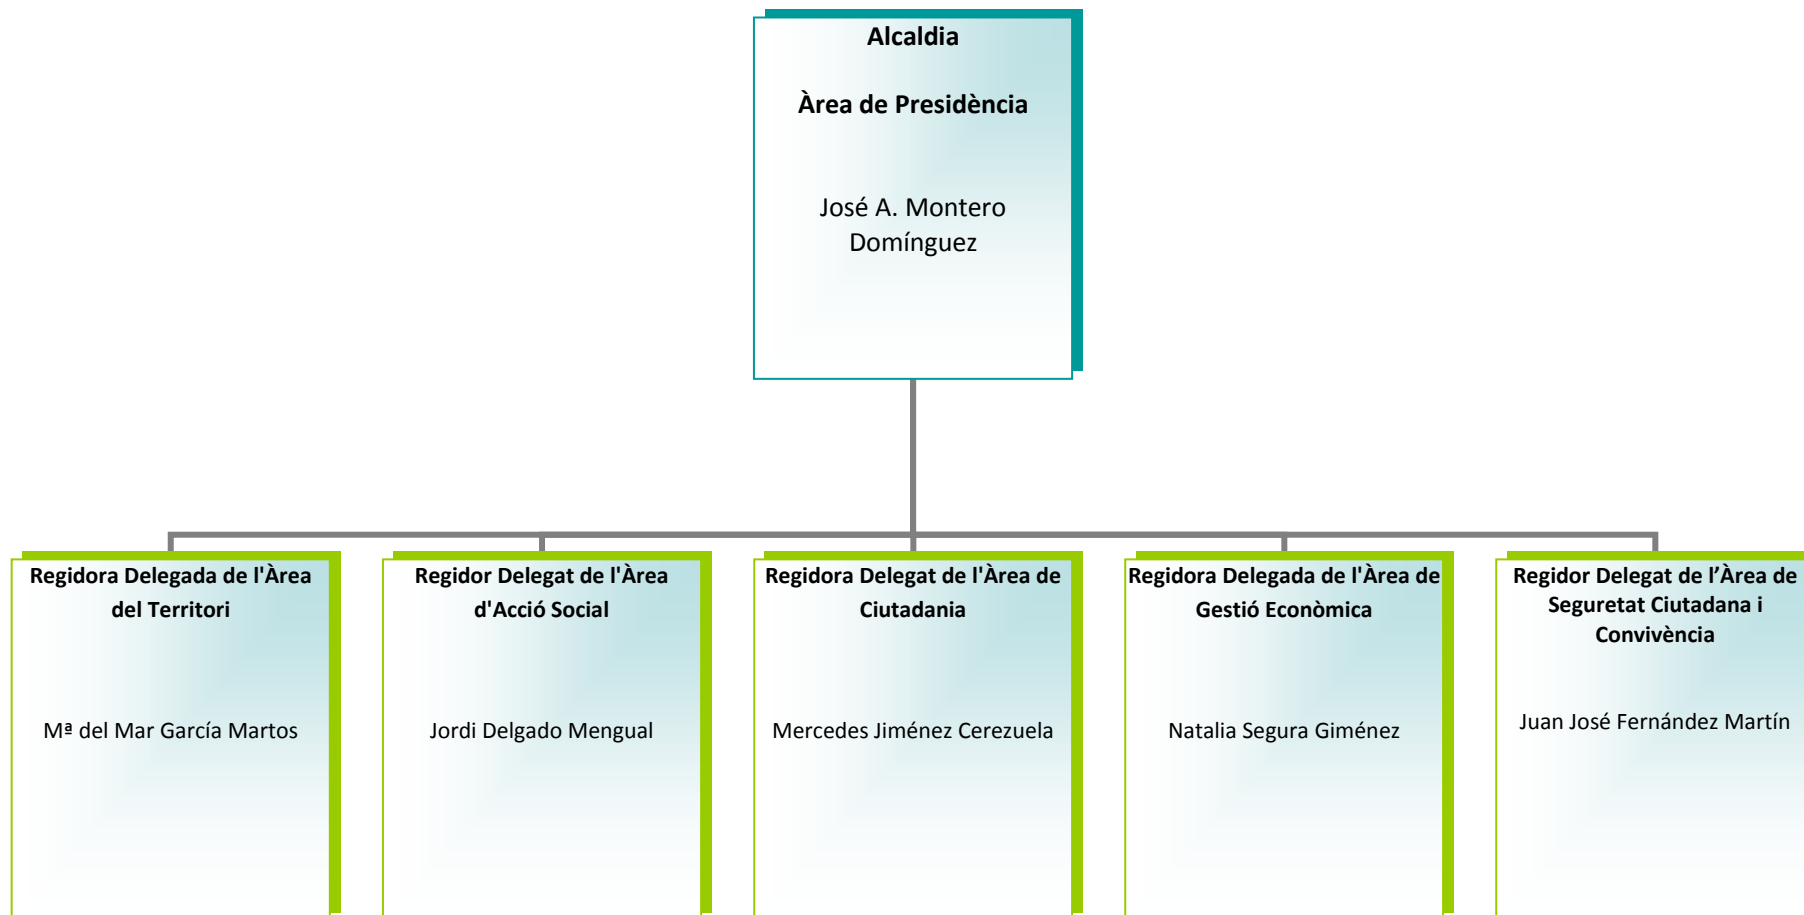 Alcaldia
Àrea de Presidència
José A. Montero
Domínguez
Regidora Delegada de l'Àrea
del Territori
Mª del Mar García Martos
Regidor Delegat de l'Àrea
d'Acció Social
Jordi Delgado Mengual
Regidora Delegat de l'Àrea de
Ciutadania
Mercedes Jiménez Cerezuela
Regidora Delegada de l'Àrea de
Gestió Econòmica
Natalia Segura Giménez
Regidor Delegat de l’Àrea de
Seguretat Ciutadana i
Convivència
Juan José Fernández Martín